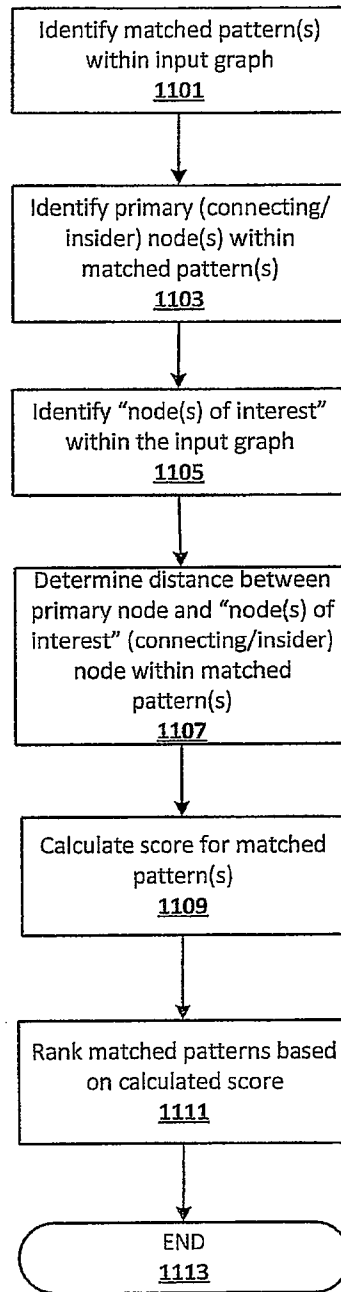 Identify matched pattern(s)
within input graph
1101
Identify primary (connecting/
insider) node(s) within
matched pattern(s)
1103
Identify “node(s) of interest”
within the input graph
1105
Determine distance between
primary node and “node(s) of
interest” (connecting/insider)
node within matched
pattern(s)
1107
Calculate score for matched
pattern(s)
1109
Rank matched patterns based
on calculated score
1111
END
1113